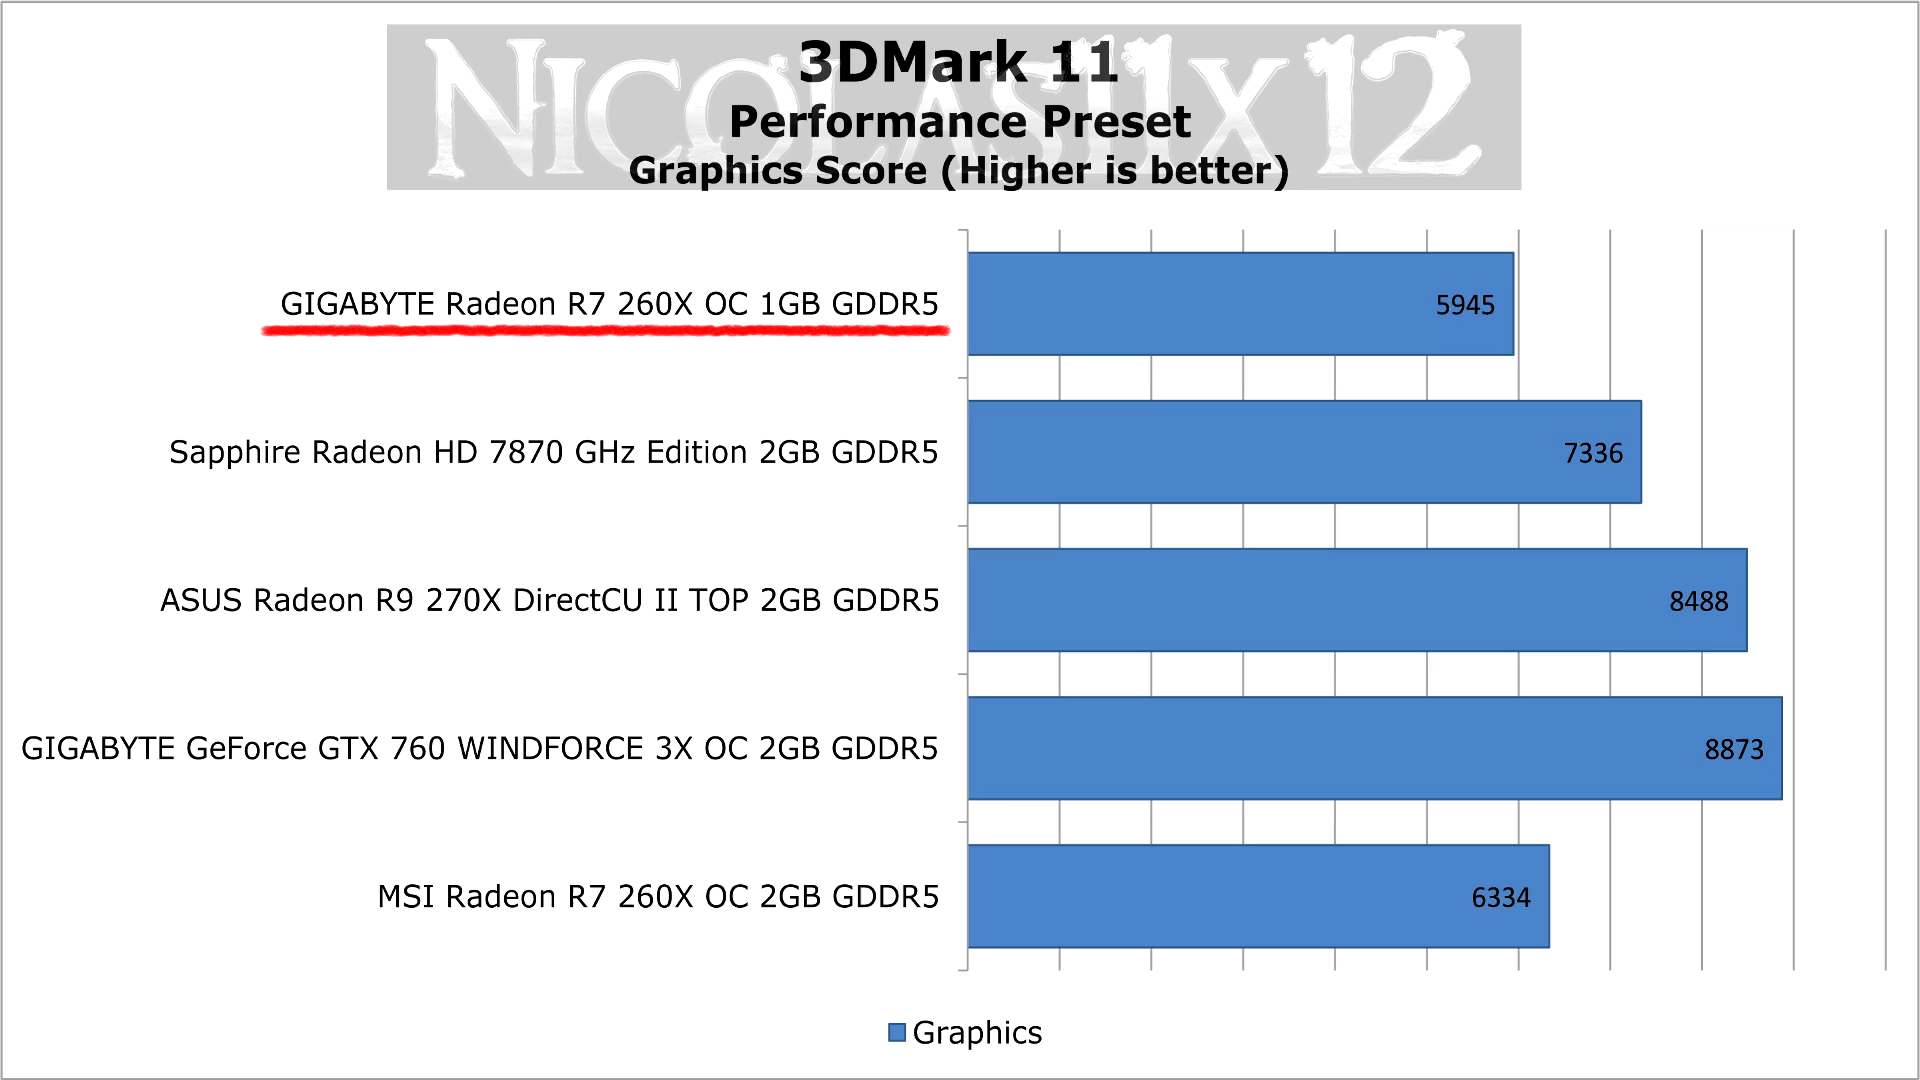 NICOLAS11X12
3DMark 11
Performance Preset
Graphics Score (Higher is better)
GIGABYTE Radeon R7 260X OC 1GB GDDR5
5945
Sapphire Radeon HD 7870 GHz Edition 2GB GDDR5
7336
ASUS Radeon R9 270X DirectCU II TOP 2GB GDDR5
8488
GIGABYTE GeForce GTX 760 WINDFORCE 3X OC 2GB GDDR5
8873
MSI Radeon R7 260X OC 2GB GDDR5
6334
Graphics